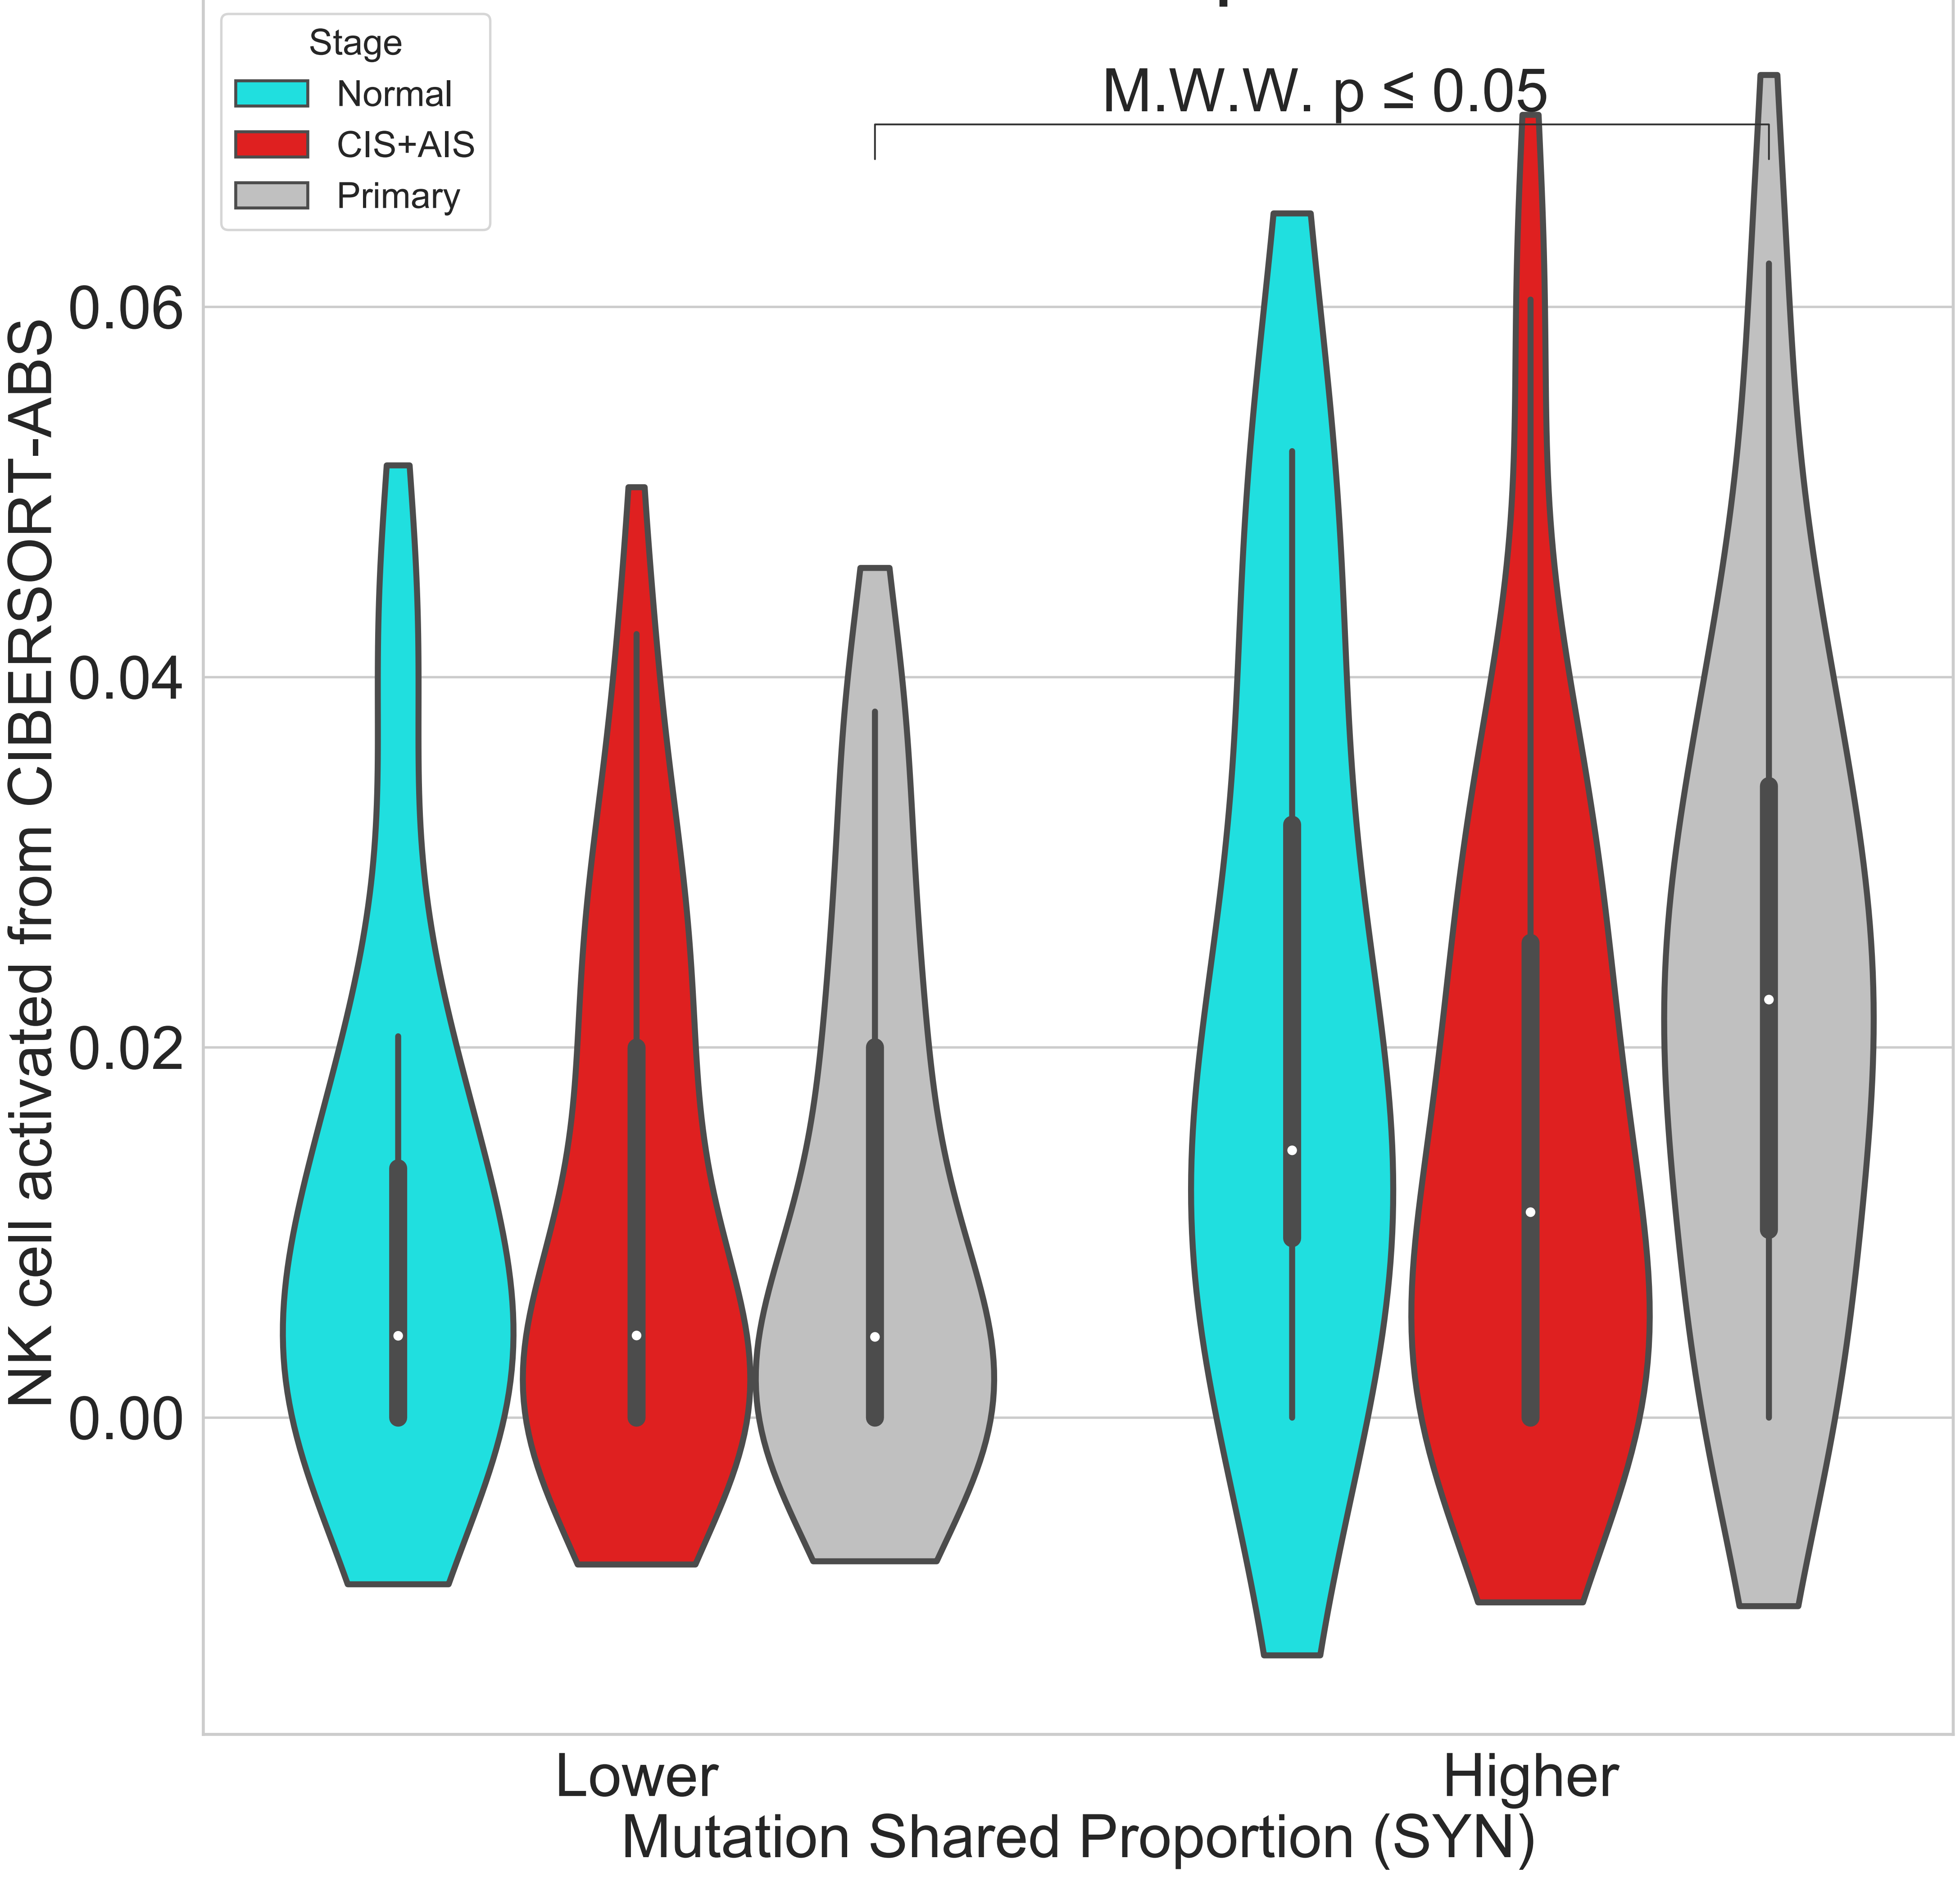 Stage
Normal
CIS+AIS
Primary
M.W.W. p ≤ 0.05
NK cell activated from CIBERSORT-ABS
0.06
0.04
0.02
0.00
Lower
Higher
Mutation Shared Proportion (SYN)